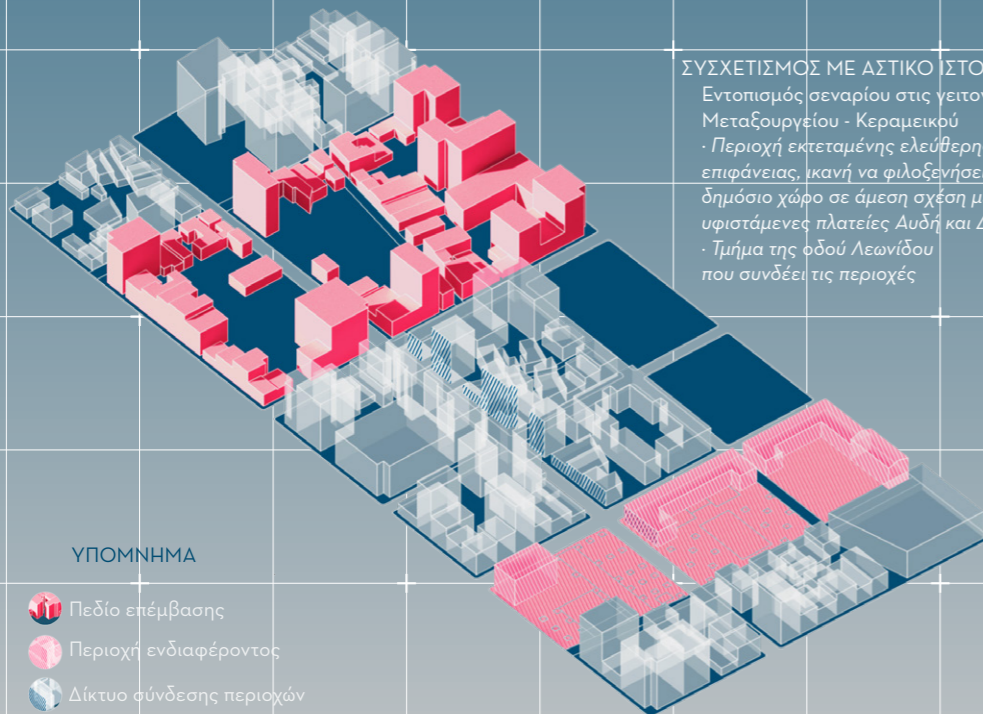 ΣΥΣΧΕΤΙΣΜΟΣ ΜΕ ΑΣΤΙΚΟ ΙΣΤΟ
Εντοπισμός σεναρίου στις
Μεταξουργείου - Κεραμεικού
· Περιοχή εκτεταμένης
επιφάνειας, ικανή να φιλοξενήσει
δημόσιο χώρο σε άμεση σχέση
υφιστάμενες πλατείες Αυδή και
· Τμήμα της οδού Λεωνίδου
που συνδέει τις περιοχές
ΥΠΟΜΝΗΜΑ
Πεδίο επέμβασης
Περιοχή ενδιαφέροντος
Δίκτυο σύνδεσης περιοχών